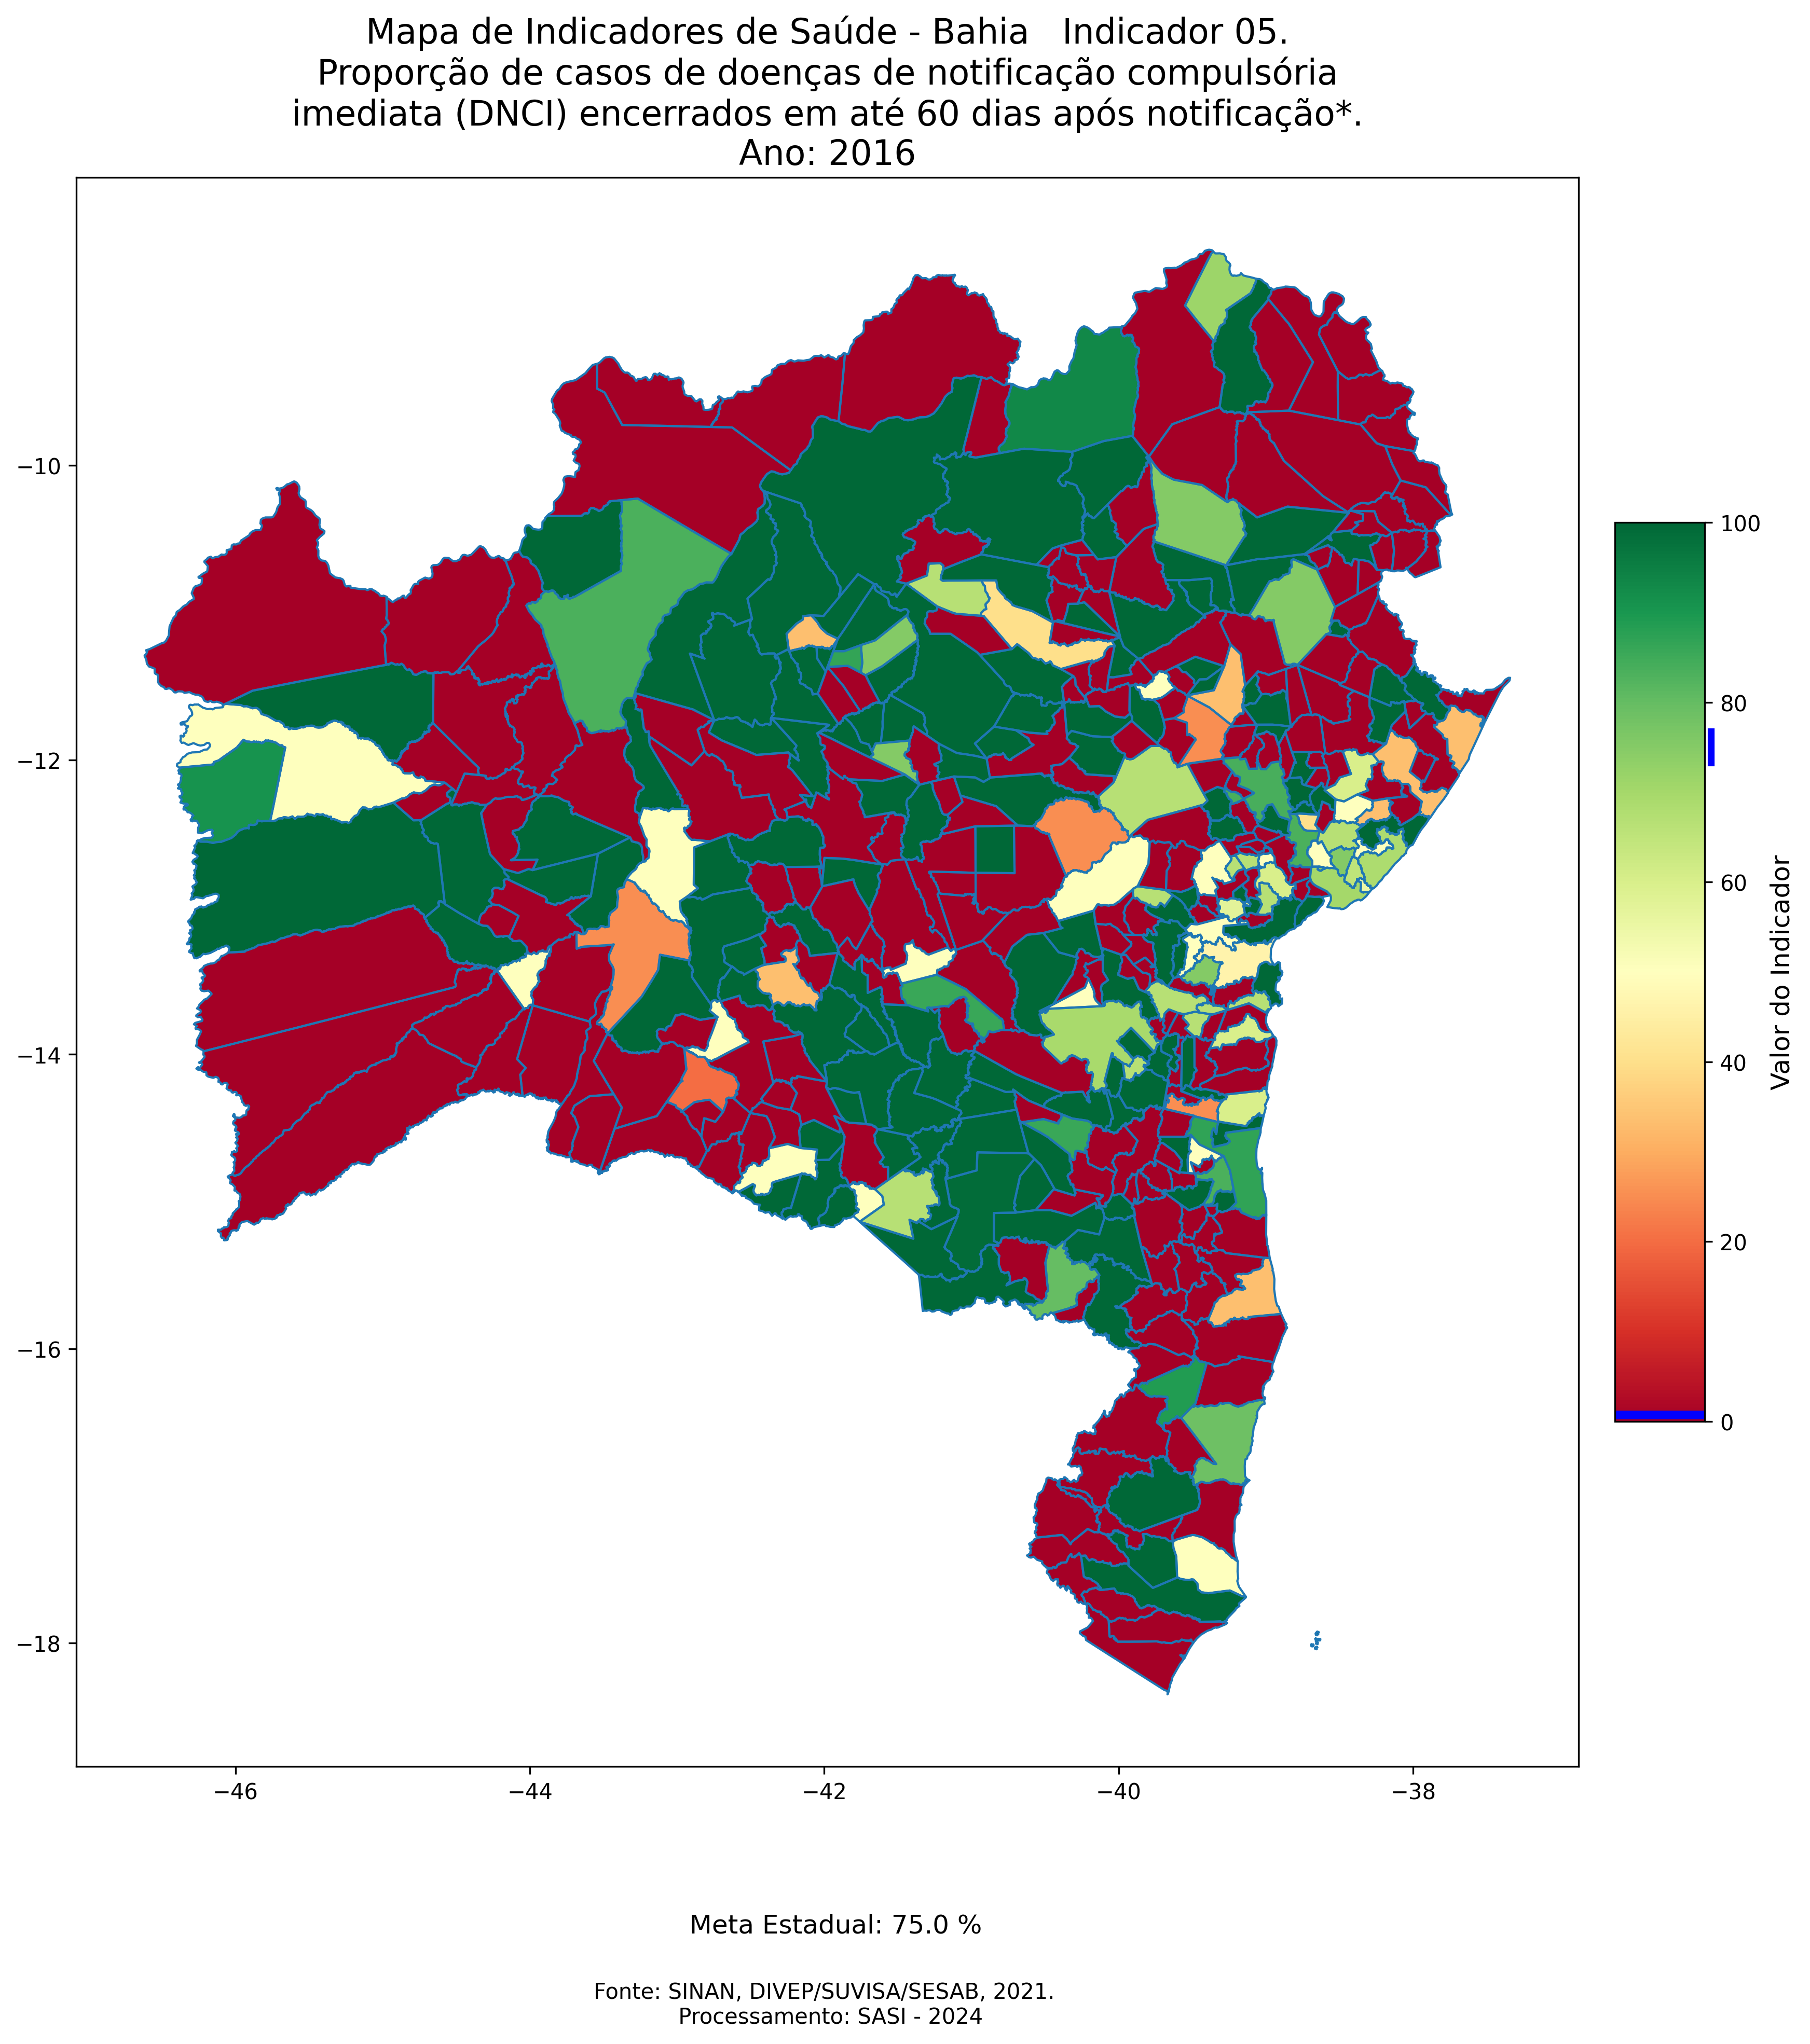 Mapa de Indicadores de Saúde - Bahia   Indicador 05.
Proporção de casos de doenças de notificação compulsória
imediata (DNCI) encerrados em até 60 dias após notificação*.
Ano: 2016
−10
−12
−14
−16
−18
−46
−44
−42
−40
−38
100
80
60
40
20
0
Valor do Indicador
Meta Estadual: 75.0 %
Fonte: SINAN, DIVEP/SUVISA/SESAB, 2021.
Processamento: SASI - 2024